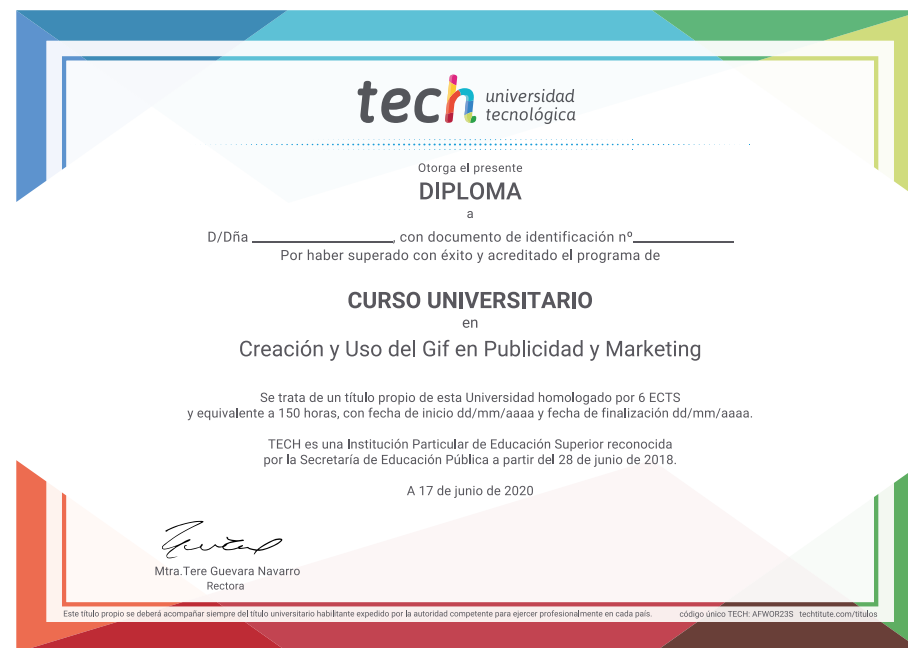 tech universidad
tecnológica
Otorga el presente
DIPLOMA
a
D/Dña ____________________, con documento de identificación nº______________
Por haber superado con éxito y acreditado el programa de
CURSO UNIVERSITARIO
en
Creación y Uso del Gif en Publicidad y Marketing
Se trata de un título propio de esta Universidad homologado por 6 ECTS
y equivalente a 150 horas, con fecha de inicio dd/mm/aaaa y fecha de finalización dd/mm/aaaa.
TECH es una Institución Particular de Educación Superior reconocida
por la Secretaría de Educación Pública a partir del 28 de junio de 2018.
A 17 de junio de 2020
Mtra.Tere Guevara Navarro
Rectora
Este título propio se deberá acompañar siempre del título universitario habilitante expedido por la autoridad competente para ejercer profesionalmente en cada país. código único TECH: AFWOR23S techtitute.com/títulos